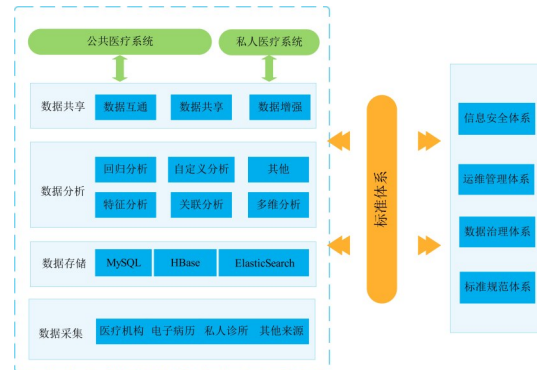 公共医疗系统 私人医疗系统
数据共享 数据互通 数据共享 数据增强
数据分析
回归分析 自定义分析 其他
特征分析 关联分析 多维分析
数据存储 MySQL HBase ElasticSearch
数据采集 医疗机构 电子病历 私人诊所 其他来源
标准体系
信息安全体系
运维管理体系
数据治理体系
标准规范体系